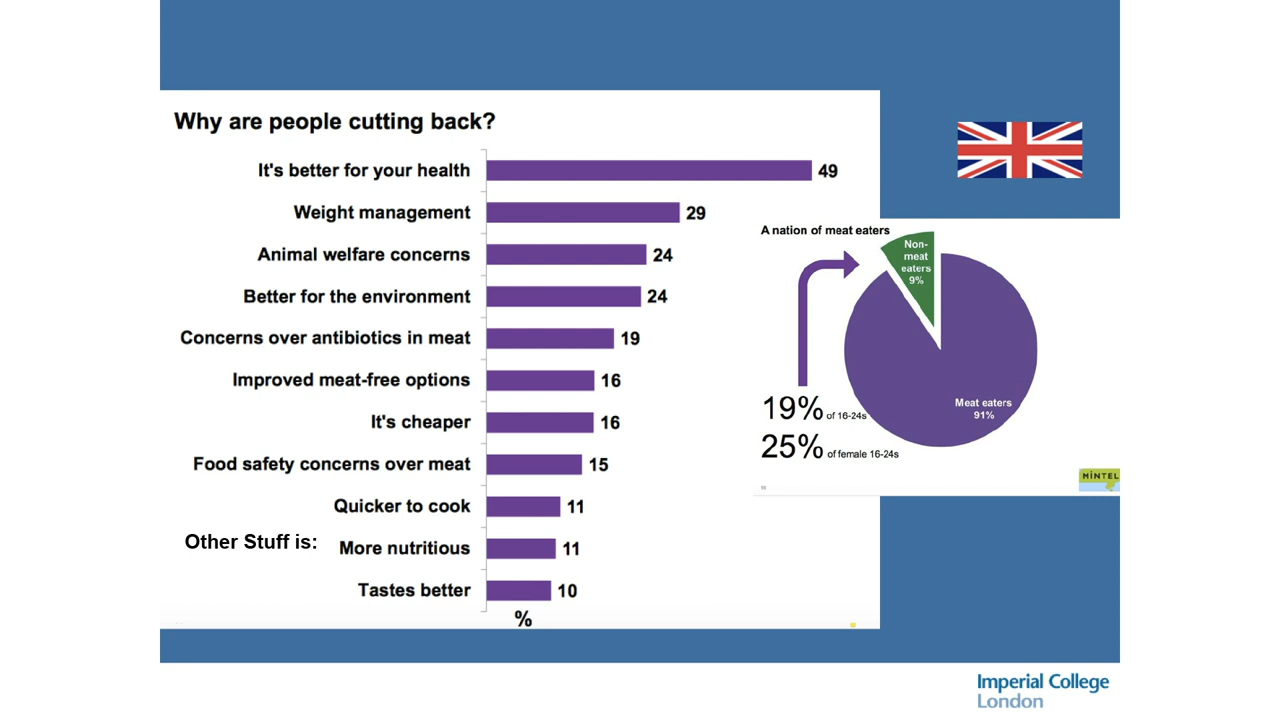 Why are people cutting back?
It's better for your health 49
Weight management 29
Animal welfare concerns 24
Better for the environment 24
Concerns over antibiotics in meat 19
Improved meat-free options 16
It's cheaper 16
Food safety concerns over meat 15
Quicker to cook 11
Other Stuff is: More nutritious 11
Tastes better 10
%
A nation of meat eaters
Non-
meat
eaters
9%
Meat eaters
91%
19% of 16-24s
25% of female 16-24s
MINTEL
Imperial College
London